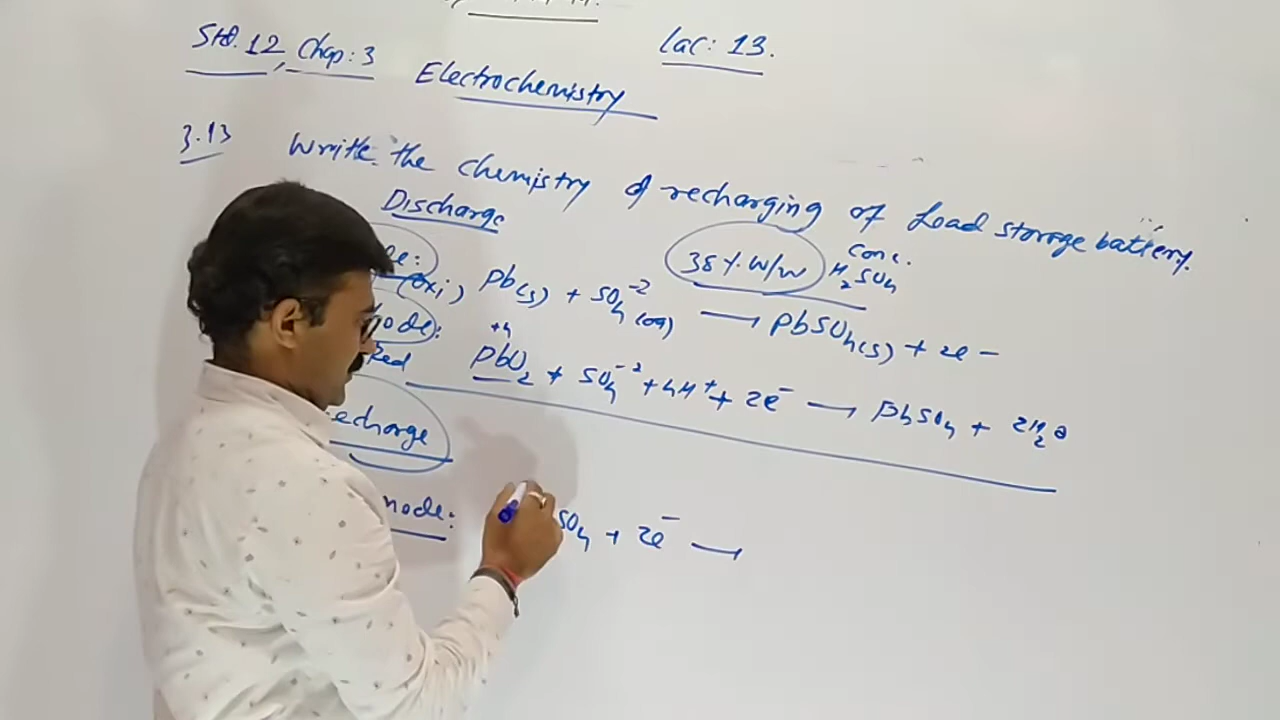 Std. 12, Chap: 3
Lac: 13.
Electrochemistry
3.13 Write the chemistry of recharging of Lead storage battery.
Discharge
38 % w/w conc. H2SO4
de:
(oxi) Pb(s) + SO4^-2 (aq) → PbSO4(s) + 2e-
ode:
+4
Red PbO2 + SO4^-2 + 4H+ + 2e- → PbSO4 + 2H2O
echarge
node: SO4 + 2e- →